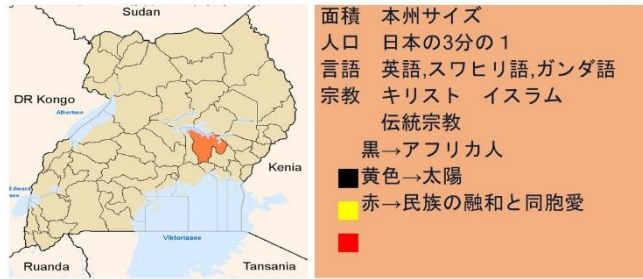 Sudan
DR Kongo
Albertsee
Kenia
Edward-
see
Viktoriasee
Ruanda
Tansania
面積 本州サイズ
人口 日本の3分の1
言語 英語,スワヒリ語,ガンダ語
宗教 キリスト イスラム
伝統宗教
黒→アフリカ人
黄色→太陽
赤→民族の融和と同胞愛